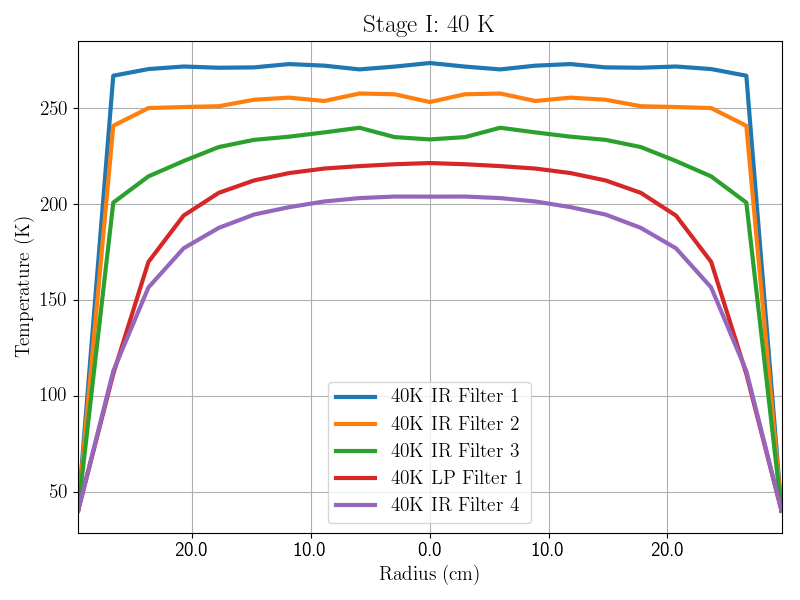 Stage I: 40 K
Temperature (K)
250
200
150
100
50
40K IR Filter 1
40K IR Filter 2
40K IR Filter 3
40K LP Filter 1
40K IR Filter 4
20.0 10.0 0.0 10.0 20.0
Radius (cm)